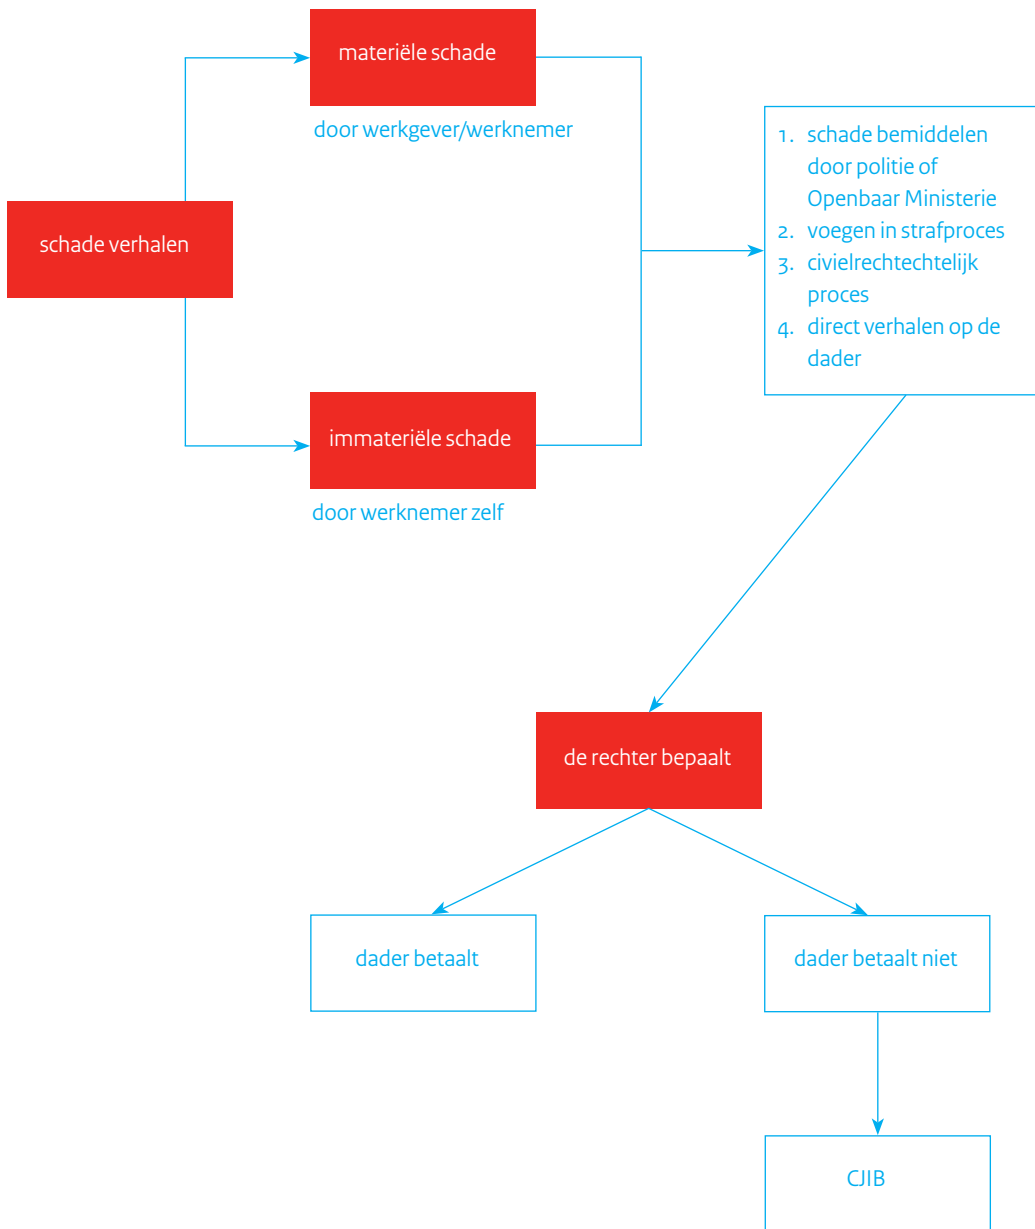 materiële schade
door werkgever/werknemer
schade verhalen
1. schade bemiddelen
door politie of
Openbaar Ministerie
2. voegen in strafproces
3. civielrechtechtelijk
proces
4. direct verhalen op de
dader
immateriële schade
door werknemer zelf
de rechter bepaalt
dader betaalt
dader betaalt niet
CJIB